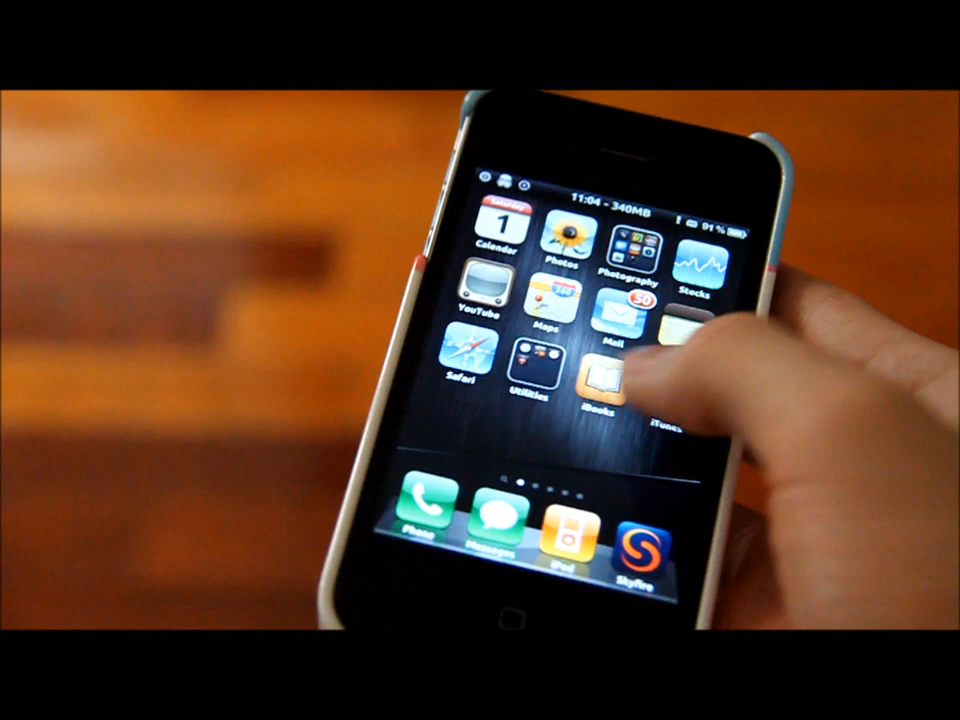 11:04 - 340MB 91%
Saturday
1
Calendar Photos Photography Stocks
280
50
YouTube Maps Mail
Safari Utilities iBooks iTunes
Phone Messages iPod Skyfire